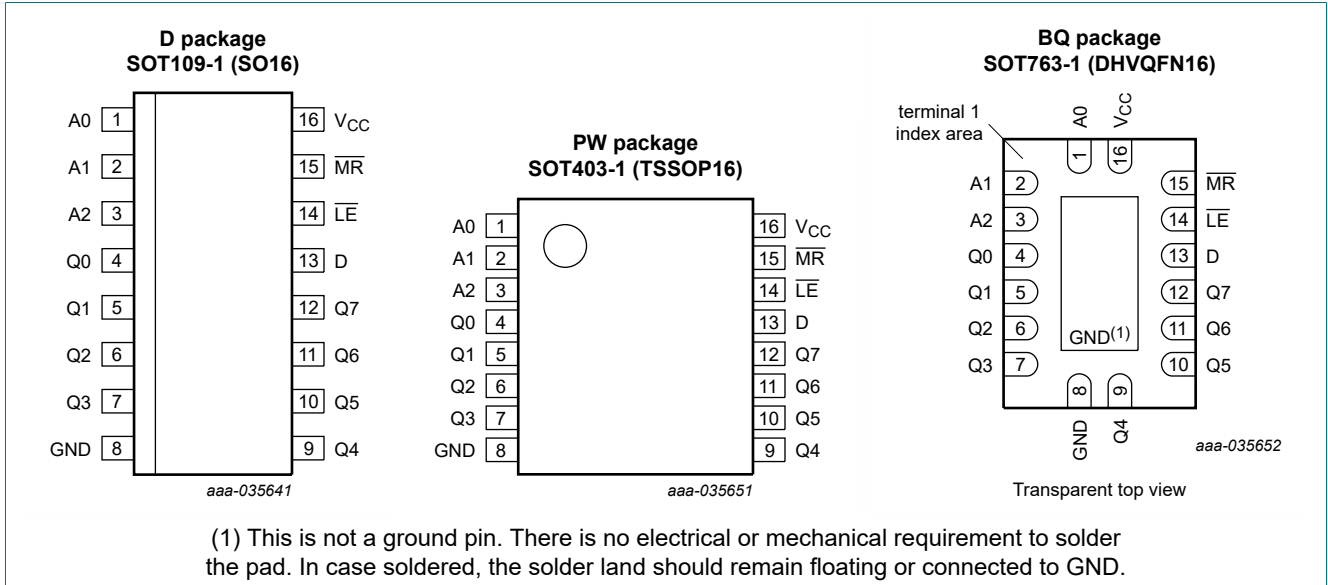 D package
SOT109-1 (SO16)
A0 1
A1 2
A2 3
Q0 4
Q1 5
Q2 6
Q3 7
GND 8
16 VCC
15 M̅R̅
14 L̅E̅
13 D
12 Q7
11 Q6
10 Q5
9 Q4
aaa-035641
PW package
SOT403-1 (TSSOP16)
A0 1
A1 2
A2 3
Q0 4
Q1 5
Q2 6
Q3 7
GND 8
16 VCC
15 M̅R̅
14 L̅E̅
13 D
12 Q7
11 Q6
10 Q5
9 Q4
aaa-035651
BQ package
SOT763-1 (DHVQFN16)
terminal 1
index area
A0 1
VCC 16
A1 2
A2 3
Q0 4
Q1 5
Q2 6
Q3 7
15 M̅R̅
14 L̅E̅
13 D
12 Q7
11 Q6
10 Q5
GND(1)
GND 8
Q4 9
aaa-035652
Transparent top view
(1) This is not a ground pin. There is no electrical or mechanical requirement to solder
the pad. In case soldered, the solder land should remain floating or connected to GND.